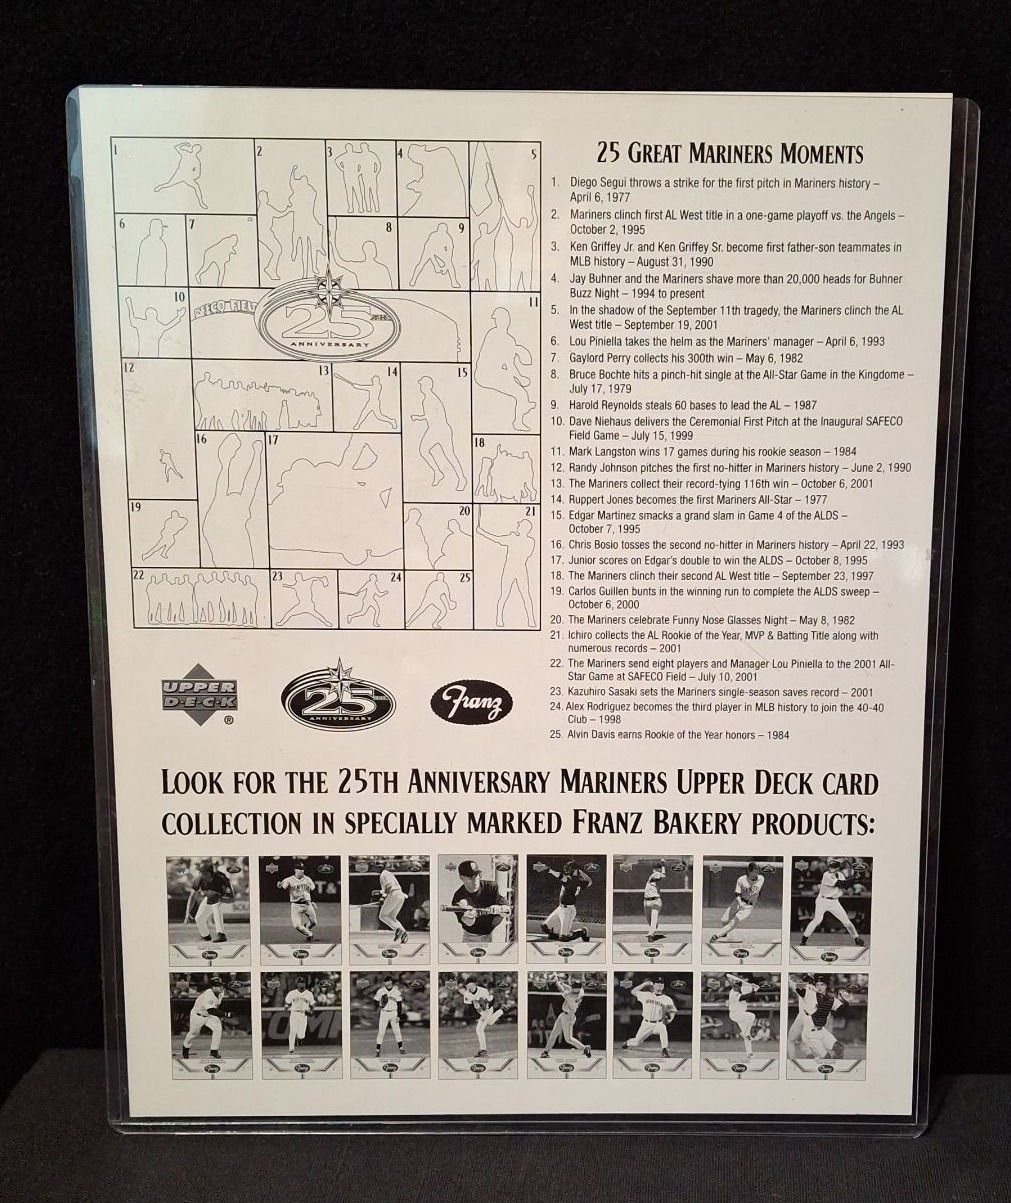 1
2
3
4
5
6
7
8
9
10
11
SAFECO FIELD
25
ANNIVERSARY
12
13
14
15
16
17
18
19
20
21
22
23
24
25
25 GREAT MARINERS MOMENTS
1. Diego Segui throws a strike for the first pitch in Mariners history –
April 6, 1977
2. Mariners clinch first AL West title in a one-game playoff vs. the Angels –
October 2, 1995
3. Ken Griffey Jr. and Ken Griffey Sr. become first father-son teammates in
MLB history – August 31, 1990
4. Jay Buhner and the Mariners shave more than 20,000 heads for Buhner
Buzz Night – 1994 to present
5. In the shadow of the September 11th tragedy, the Mariners clinch the AL
West title – September 19, 2001
6. Lou Piniella takes the helm as the Mariners' manager – April 6, 1993
7. Gaylord Perry collects his 300th win – May 6, 1982
8. Bruce Bochte hits a pinch-hit single at the All-Star Game in the Kingdome –
July 17, 1979
9. Harold Reynolds steals 60 bases to lead the AL – 1987
10. Dave Niehaus delivers the Ceremonial First Pitch at the Inaugural SAFECO
Field Game – July 15, 1999
11. Mark Langston wins 17 games during his rookie season – 1984
12. Randy Johnson pitches the first no-hitter in Mariners history – June 2, 1990
13. The Mariners collect their record-tying 116th win – October 6, 2001
14. Ruppert Jones becomes the first Mariners All-Star – 1977
15. Edgar Martinez smacks a grand slam in Game 4 of the ALDS –
October 7, 1995
16. Chris Bosio tosses the second no-hitter in Mariners history – April 22, 1993
17. Junior scores on Edgar's double to win the ALDS – October 8, 1995
18. The Mariners clinch their second AL West title – September 23, 1997
19. Carlos Guillen bunts in the winning run to complete the ALDS sweep –
October 6, 2000
20. The Mariners celebrate Funny Nose Glasses Night – May 8, 1982
21. Ichiro collects the AL Rookie of the Year, MVP & Batting Title along with
numerous records – 2001
22. The Mariners send eight players and Manager Lou Piniella to the 2001 All-
Star Game at SAFECO Field – July 10, 2001
23. Kazuhiro Sasaki sets the Mariners single-season saves record – 2001
24. Alex Rodriguez becomes the third player in MLB history to join the 40-40
Club – 1998
25. Alvin Davis earns Rookie of the Year honors – 1984
UPPER
D·E·C·K
®
25
ANNIVERSARY
Franz
LOOK FOR THE 25TH ANNIVERSARY MARINERS UPPER DECK CARD
COLLECTION IN SPECIALLY MARKED FRANZ BAKERY PRODUCTS: